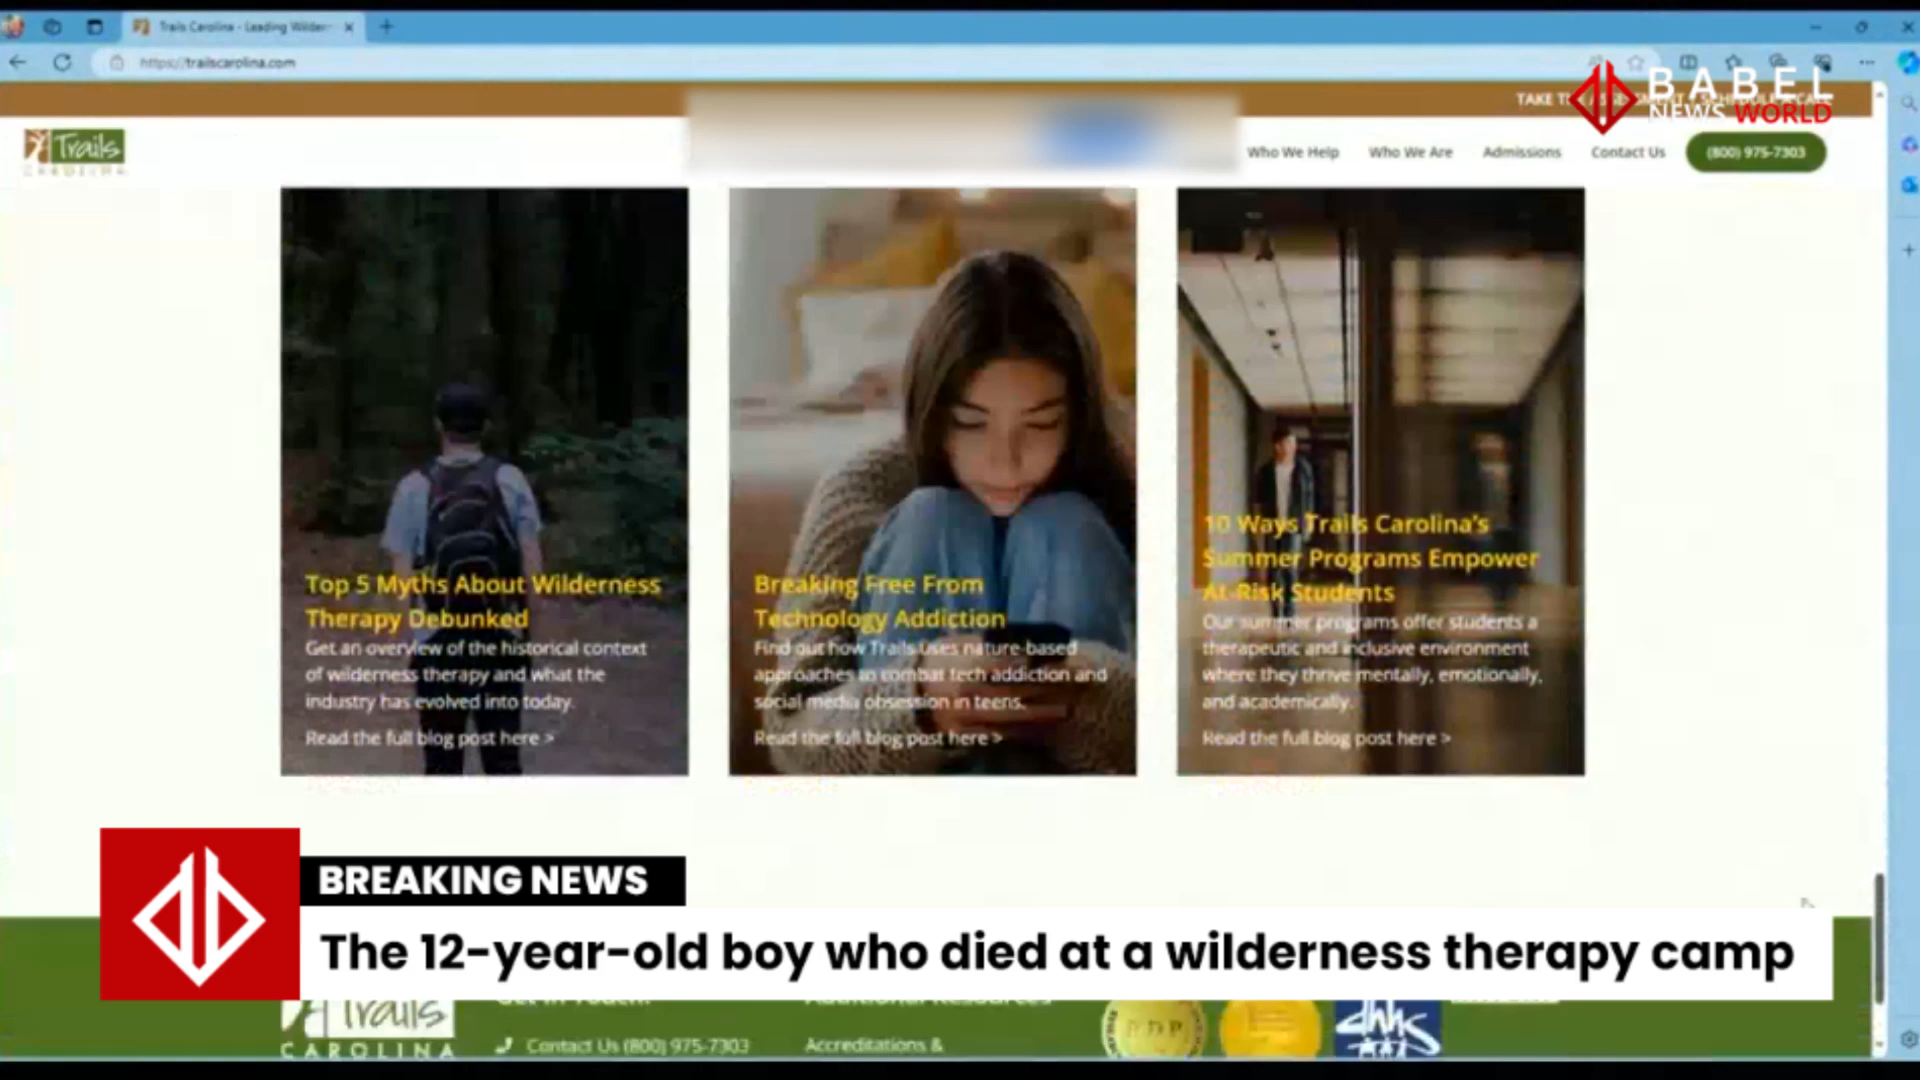 Trails Carolina - Leading Wilder
https://trailscarolina.com
BABEL
NEWS WORLD
Trails
CAROLINA
Who We Help
Who We Are
Admissions
Contact Us
(800) 975-7303
Top 5 Myths About Wilderness
Therapy Debunked
Get an overview of the historical context
of wilderness therapy and what the
industry has evolved into today.
Read the full blog post here >
Breaking Free From
Technology Addiction
Find out how Trails uses nature-based
approaches to combat tech addiction and
social media obsession in teens.
Read the full blog post here >
10 Ways Trails Carolina's
Summer Programs Empower
At-Risk Students
Our summer programs offer students a
therapeutic and inclusive environment
where they thrive mentally, emotionally,
and academically.
Read the full blog post here >
BREAKING NEWS
The 12-year-old boy who died at a wilderness therapy camp
Trails
CAROLINA
Contact Us (800) 975-7303
Accreditations &
dhhs